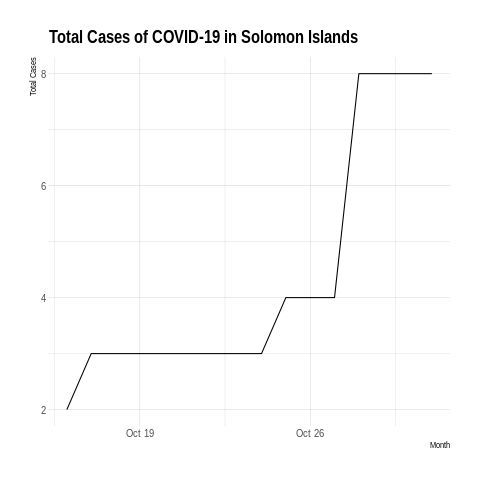 Total Cases of COVID-19 in Solomon Islands
Total Cases
8
6
4
2
Oct 19 Oct 26
Month